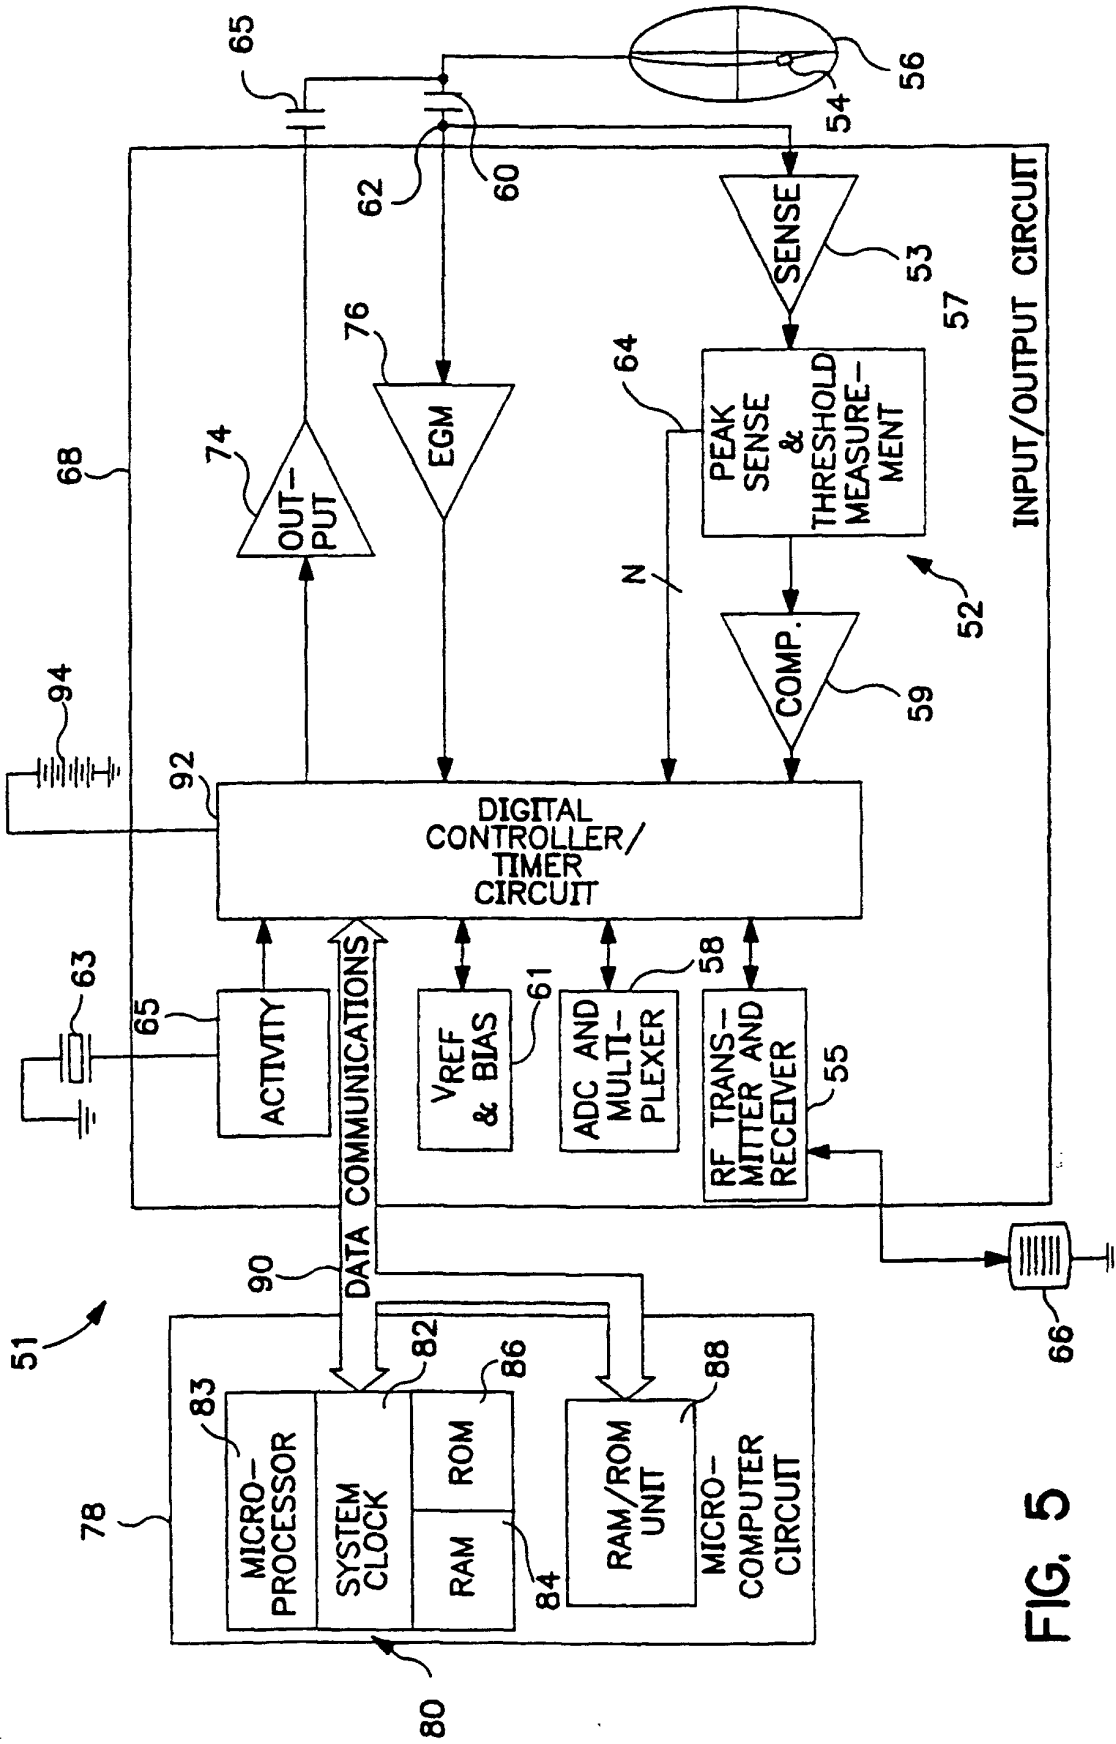 51
78
83
MICRO-
PROCESSOR
SYSTEM
CLOCK
82
RAM
ROM
86
84
80
RAM/ROM
UNIT
88
MICRO-
COMPUTER
CIRCUIT
90
DATA COMMUNICATIONS
63
65
ACTIVITY
VREF
& BIAS
61
ADC AND
MULTI-
PLEXER
58
RF TRANS-
MITTER AND
RECEIVER
55
66
94
92
DIGITAL
CONTROLLER/
TIMER
CIRCUIT
68
74
OUT-
PUT
76
EGM
N
64
PEAK
SENSE
&
THRESHOLD
MEASURE-
MENT
COMP.
59
52
57
SENSE
53
65
62
60
54
56
INPUT/OUTPUT CIRCUIT
FIG. 5